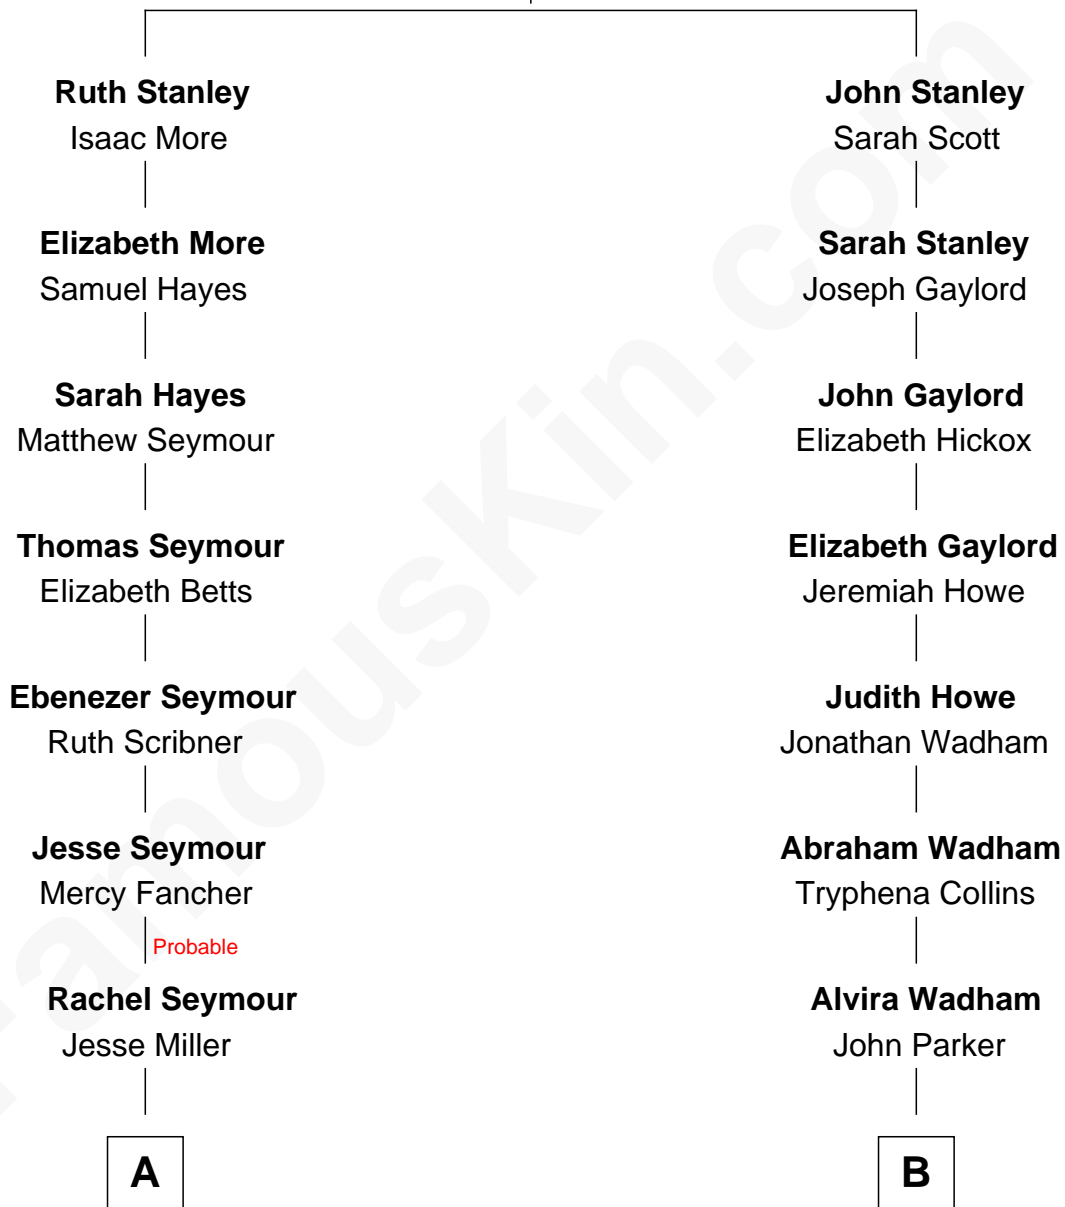 Ruth Stanley
Isaac More
Elizabeth More
Samuel Hayes
Sarah Hayes
Matthew Seymour
Thomas Seymour
Elizabeth Betts
Ebenezer Seymour
Ruth Scribner
Jesse Seymour
Mercy Fancher
Probable
Rachel Seymour
Jesse Miller
A
John Stanley
Sarah Scott
Sarah Stanley
Joseph Gaylord
John Gaylord
Elizabeth Hickox
Elizabeth Gaylord
Jeremiah Howe
Judith Howe
Jonathan Wadham
Abraham Wadham
Tryphena Collins
Alvira Wadham
John Parker
B
FamousKin.com